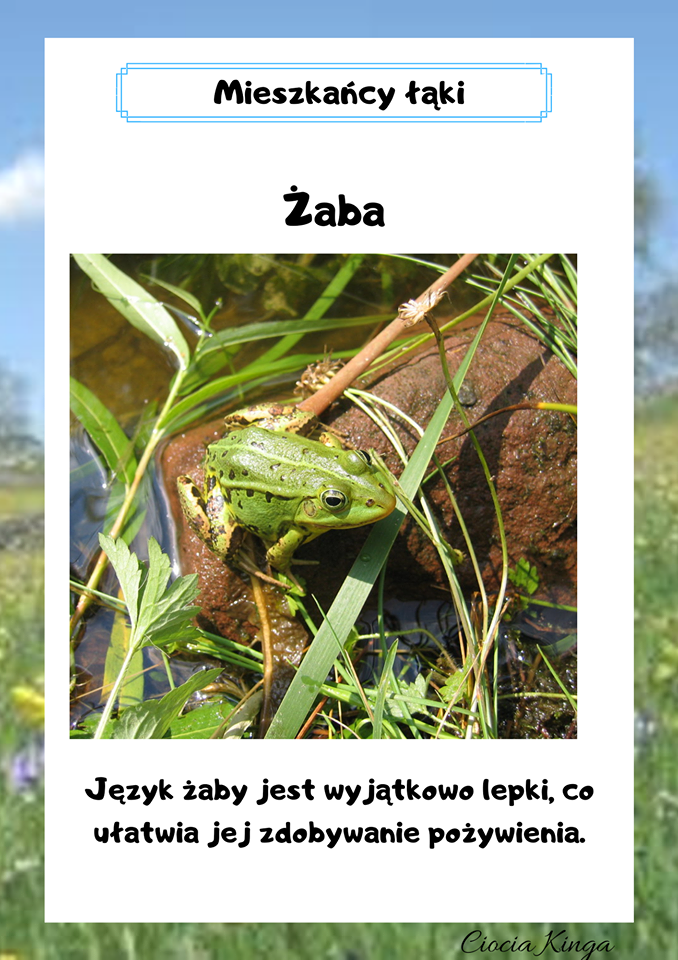 Mieszkańcy łąki
Żaba
Język żaby jest wyjątkowo lepki, co
ułatwia jej zdobywanie pożywienia.
Ciocia Kinga